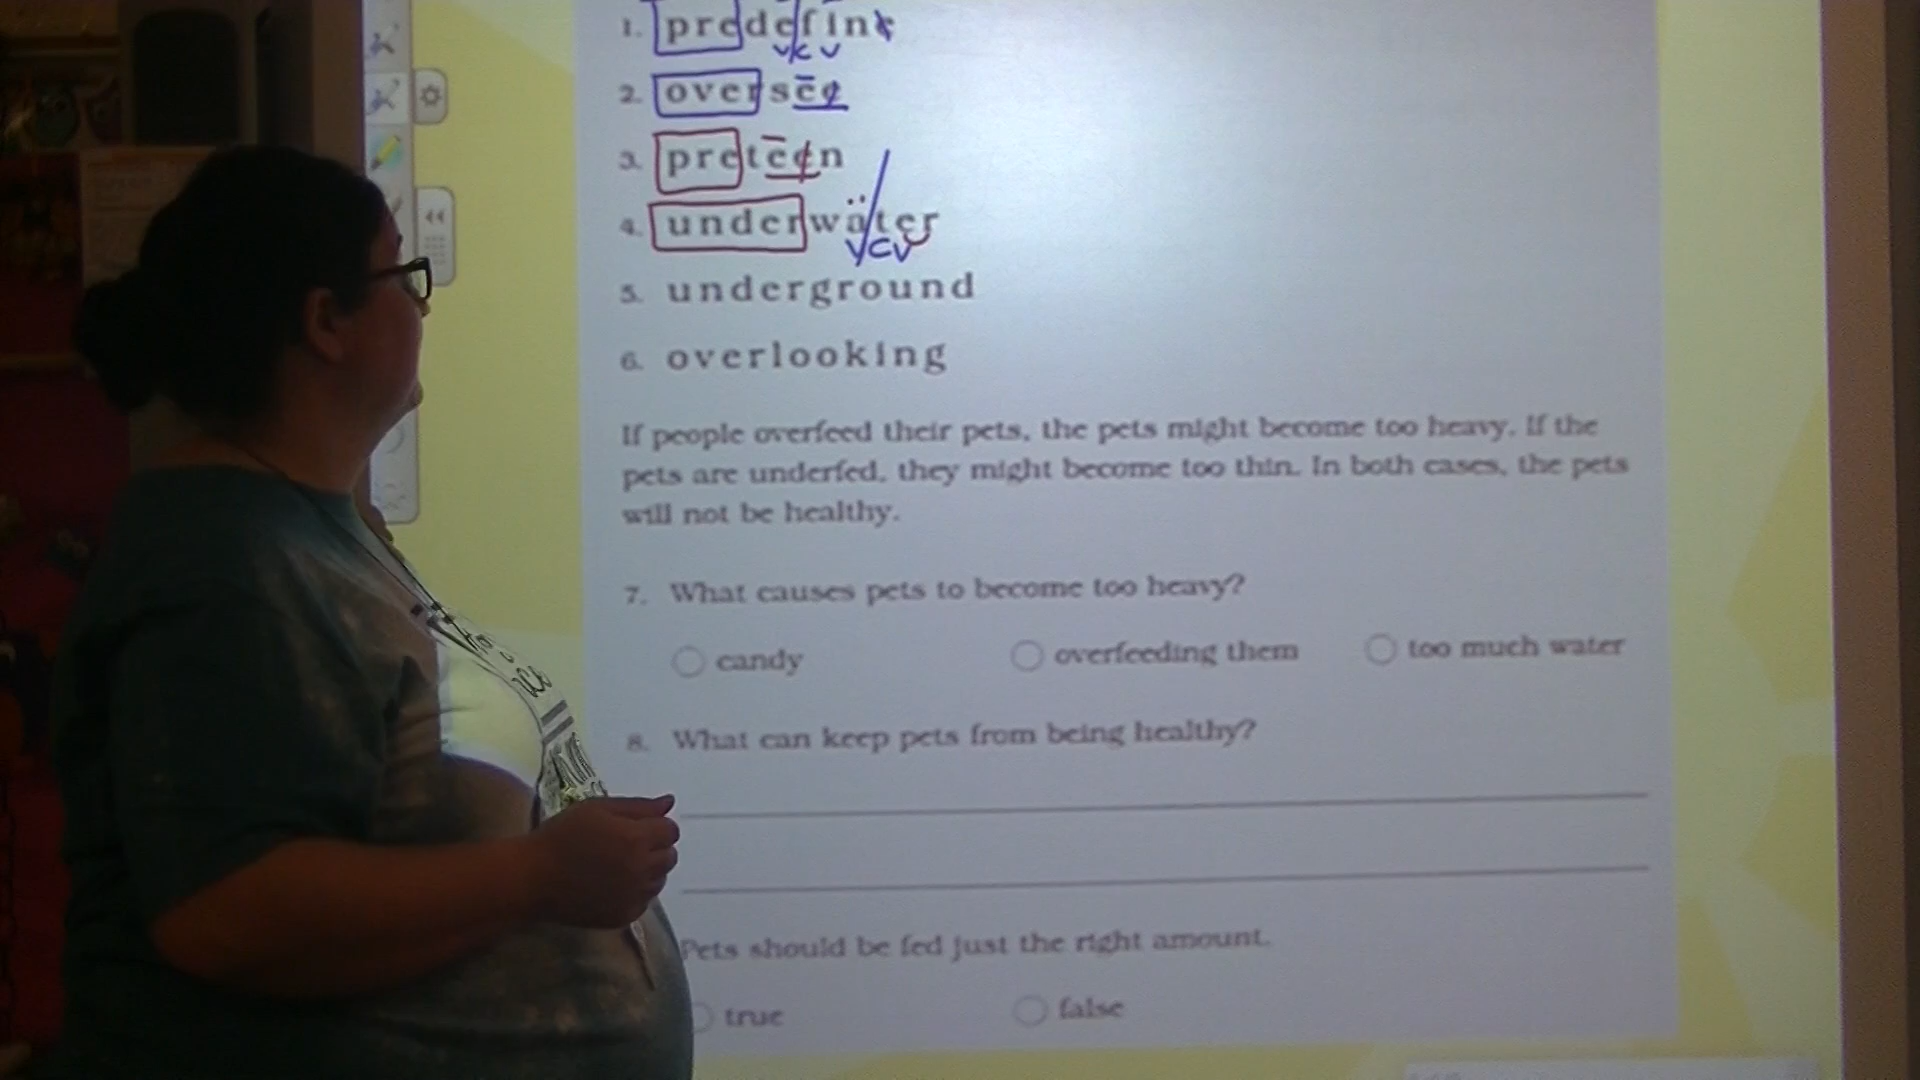 1. predefine
vcv
2. oversee
3. preteen
4. underwater
vcv
5. underground
6. overlooking
If people overfeed their pets, the pets might become too heavy. If the
pets are underfed, they might become too thin. In both cases, the pets
will not be healthy.
7. What causes pets to become too heavy?
candy overfeeding them too much water
8. What can keep pets from being healthy?
Pets should be fed just the right amount.
true false